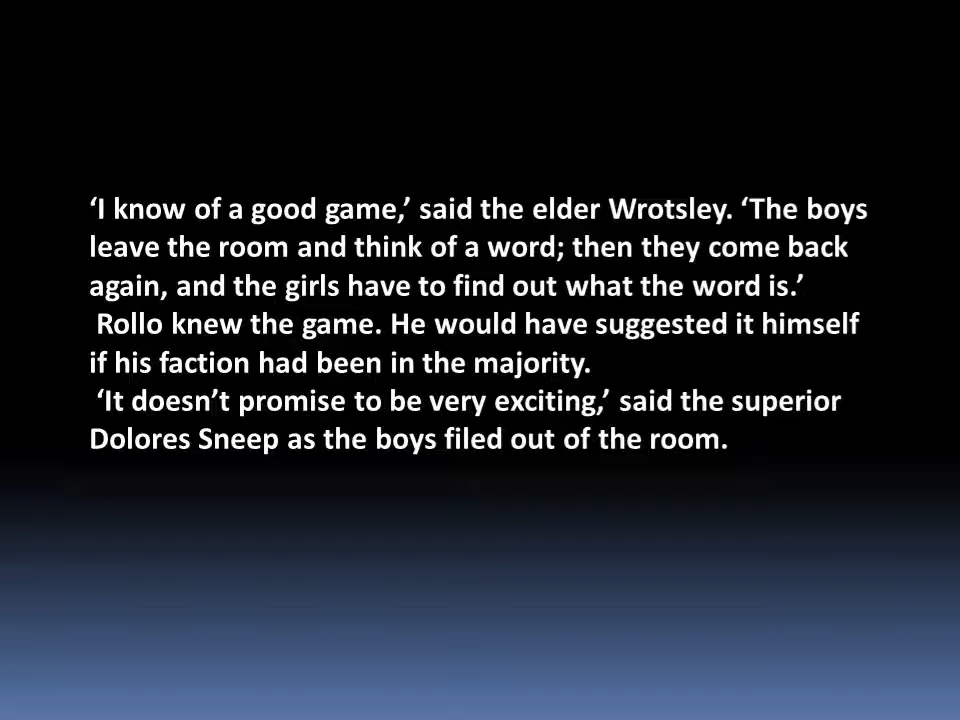 ‘I know of a good game,’ said the elder Wrotsley. ‘The boys
leave the room and think of a word; then they come back
again, and the girls have to find out what the word is.’
Rollo knew the game. He would have suggested it himself
if his faction had been in the majority.
‘It doesn’t promise to be very exciting,’ said the superior
Dolores Sneep as the boys filed out of the room.